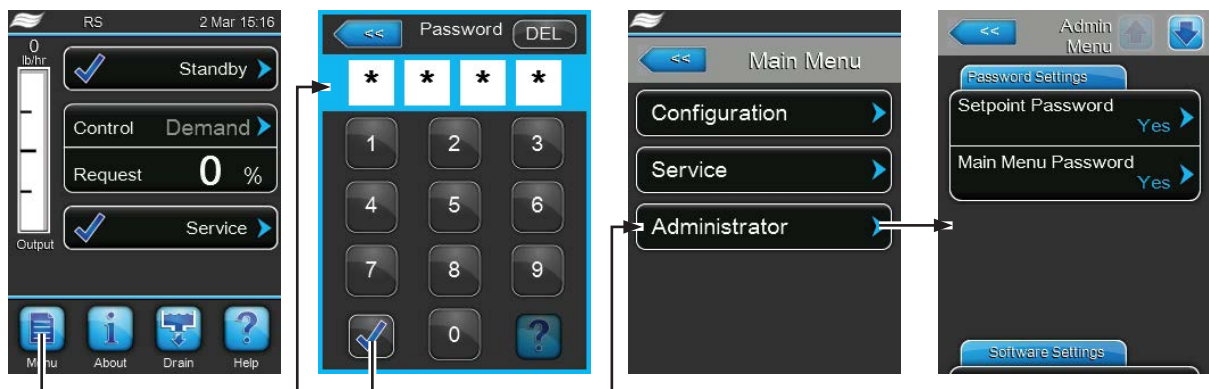 RS 2 Mar 15:16
0
lb/hr
Standby
Control Demand
Request 0 %
Service
Output
Menu About Drain Help
<< Password DEL
* * * *
1 2 3
4 5 6
7 8 9
0 ?
<< Main Menu
Configuration
Service
Administrator
<< Admin
Menu
Password Settings
Setpoint Password
Yes
Main Menu Password
Yes
Software Settings